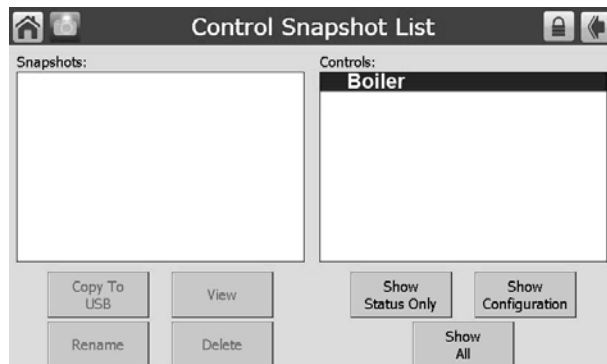 Control Snapshot List
Snapshots:
Controls:
Boiler
Copy To
USB
View
Rename
Delete
Show
Status Only
Show
Configuration
Show
All